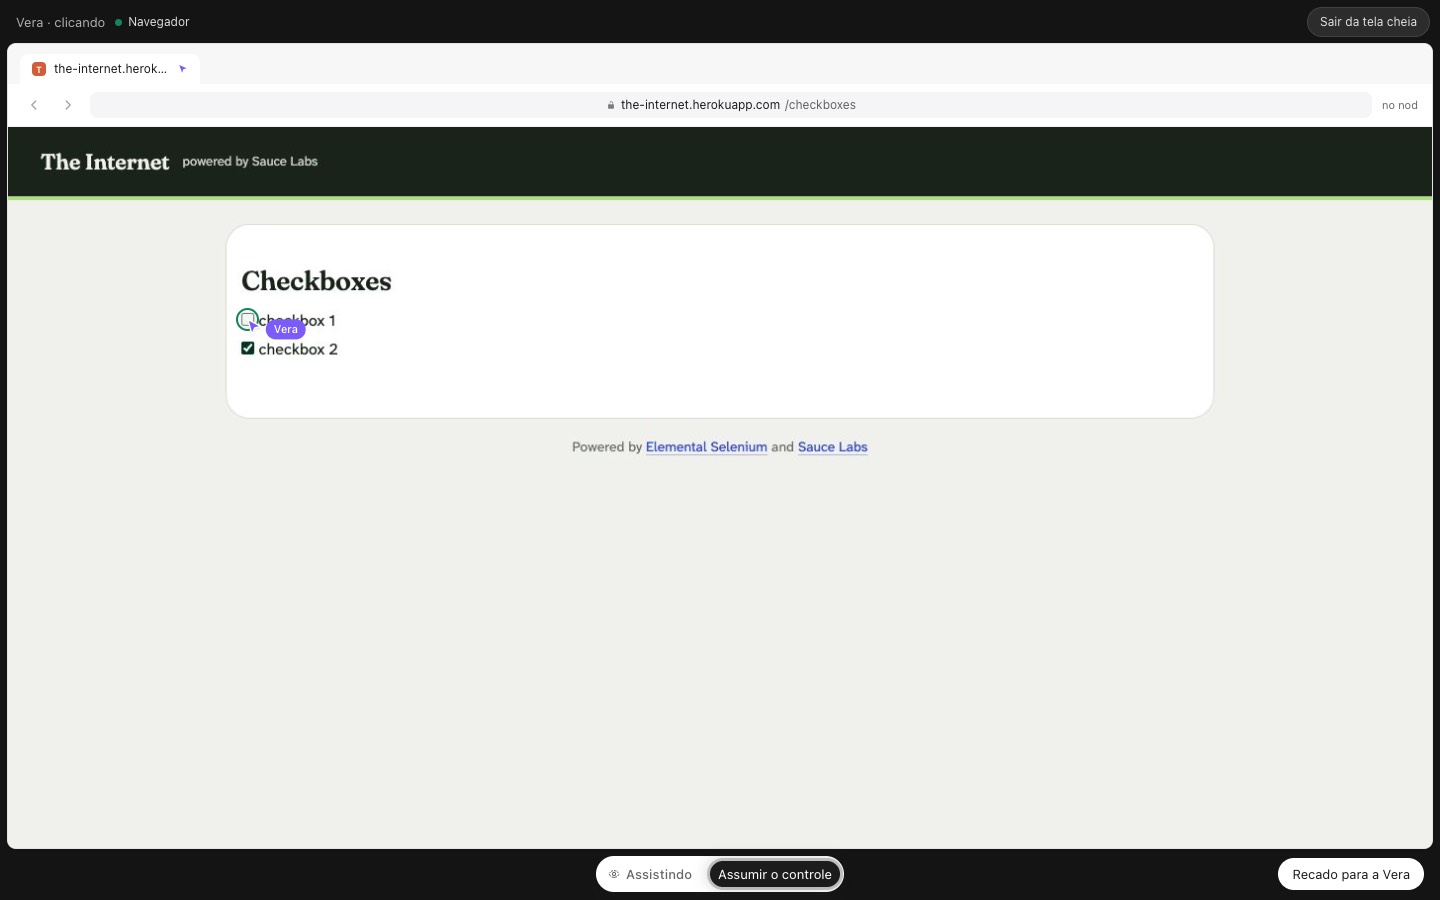 Vera · clicando Navegador Sair da tela cheia
T the-internet.herok...
the-internet.herokuapp.com /checkboxes no nod
The Internet powered by Sauce Labs
Checkboxes
checkbox 1
Vera
checkbox 2
Powered by Elemental Selenium and Sauce Labs
Assistindo Assumir o controle Recado para a Vera